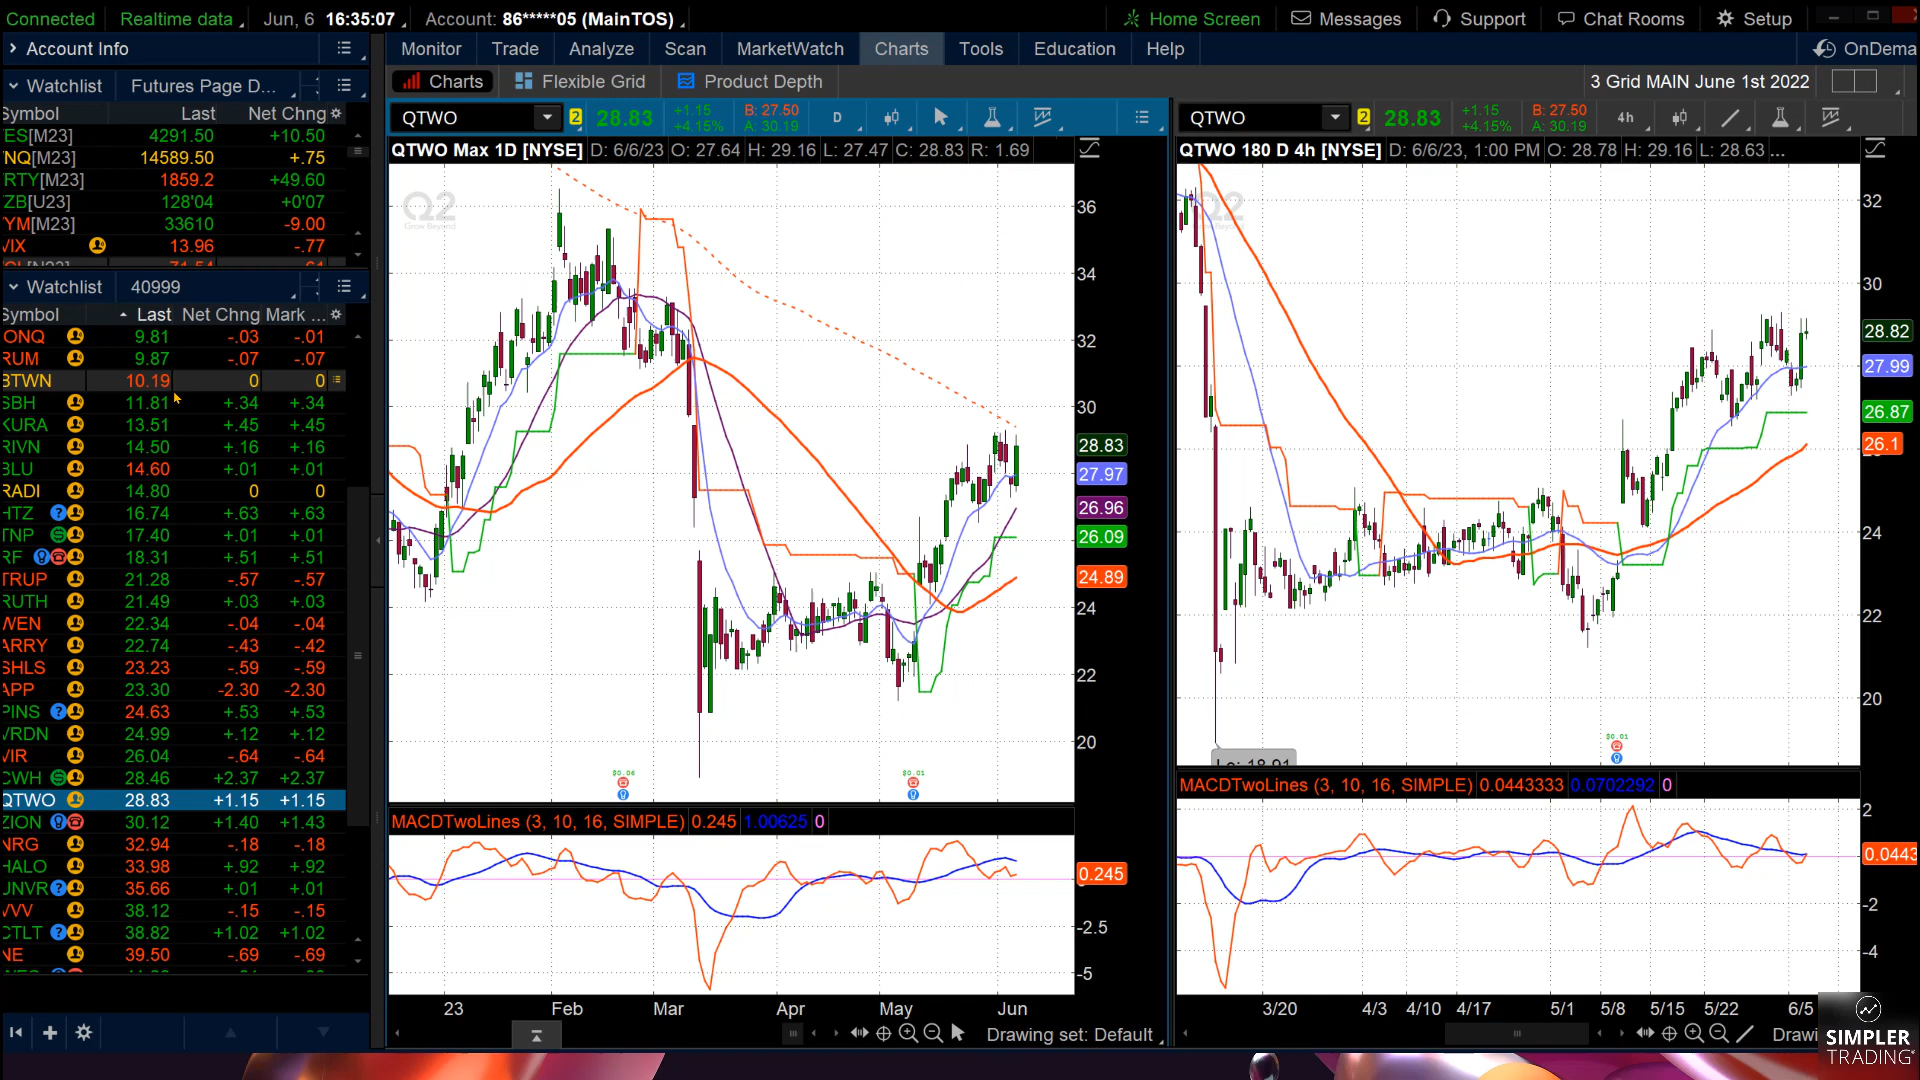 Connected Realtime data Jun, 6 16:35:07 Account: 86*****05 (MainTOS) Home Screen Messages Support Chat Rooms Setup
Account Info Monitor Trade Analyze Scan MarketWatch Charts Tools Education Help OnDema
Watchlist Futures Page D... Charts Flexible Grid Product Depth 3 Grid MAIN June 1st 2022
Symbol Last Net Chng
/ES[M23] 4291.50 +10.50
/NQ[M23] 14589.50 +.75
/RTY[M23] 1859.2 +49.60
/ZB[U23] 128'04 +0'07
/YM[M23] 33610 -9.00
VIX 13.96 -.77
Watchlist 40999
Symbol Last Net Chng Mark ...
IONQ 9.81 -.03 -.01
RUM 9.87 -.07 -.07
BTWN 10.19 0 0
SBH 11.81 +.34 +.34
KURA 13.51 +.45 +.45
RIVN 14.50 +.16 +.16
BLU 14.60 +.01 +.01
RADI 14.80 0 0
HTZ 16.74 +.63 +.63
TNP 17.40 +.01 +.01
RF 18.31 +.51 +.51
TRUP 21.28 -.57 -.57
RUTH 21.49 +.03 +.03
WEN 22.34 -.04 -.04
ARRY 22.74 -.43 -.42
SHLS 23.23 -.59 -.59
APP 23.30 -2.30 -2.30
PINS 24.63 +.53 +.53
VRDN 24.99 +.12 +.12
VIR 26.04 -.64 -.64
CWH 28.46 +2.37 +2.37
QTWO 28.83 +1.15 +1.15
ZION 30.12 +1.40 +1.43
NRG 32.94 -.18 -.18
HALO 33.98 +.92 +.92
UNVR 35.66 +.01 +.01
VVV 38.12 -.15 -.15
CTLT 38.82 +1.02 +1.02
NE 39.50 -.69 -.69
QTWO 2 28.83 +1.15 +4.15% B: 27.50 A: 30.19 D
QTWO Max 1D [NYSE] D: 6/6/23 O: 27.64 H: 29.16 L: 27.47 C: 28.83 R: 1.69
Q2
Grow Beyond
36
34
32
30
28.83
27.97
26.96
26.09
24.89
24
22
20
$0.06 $0.01
MACDTwoLines (3, 10, 16, SIMPLE) 0.245 1.00625 0
0.245
-2.5
-5
23 Feb Mar Apr May Jun
Drawing set: Default
QTWO 2 28.83 +1.15 +4.15% B: 27.50 A: 30.19 4h
QTWO 180 D 4h [NYSE] D: 6/6/23, 1:00 PM O: 28.78 H: 29.16 L: 28.63 ...
Q2
32
30
28.82
27.99
26.87
26.1
24
22
20
Lo: 18.91
$0.01
MACDTwoLines (3, 10, 16, SIMPLE) 0.0443333 0.0702292 0
2
0.0443
-2
-4
3/20 4/3 4/10 4/17 5/1 5/8 5/15 5/22 6/5
Drawi
SIMPLER
TRADING